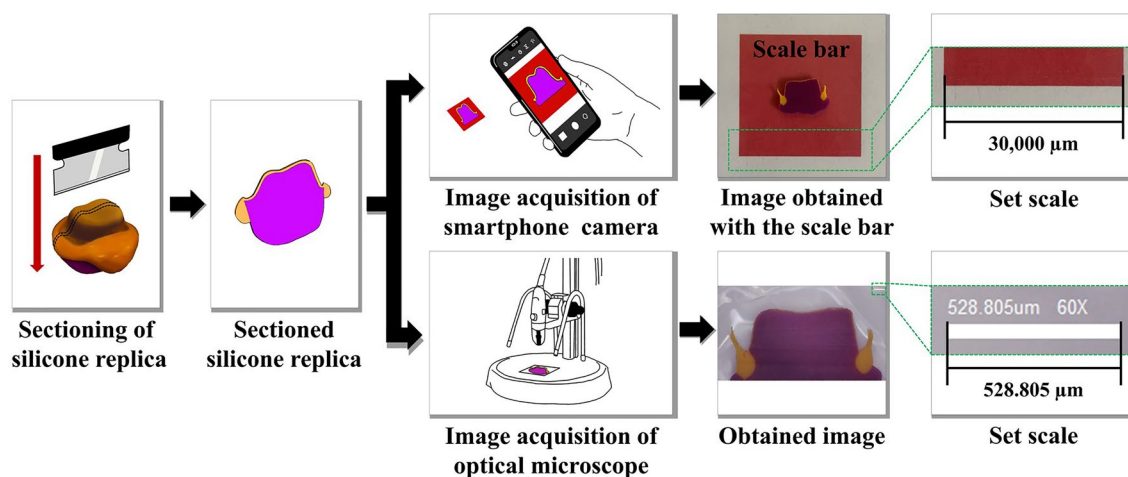 Sectioning of
silicone replica
Sectioned
silicone replica
Image acquisition of
smartphone camera
Scale bar
Image obtained
with the scale bar
30,000 µm
Set scale
Image acquisition of
optical microscope
Obtained image
528.805um 60X
528.805 µm
Set scale